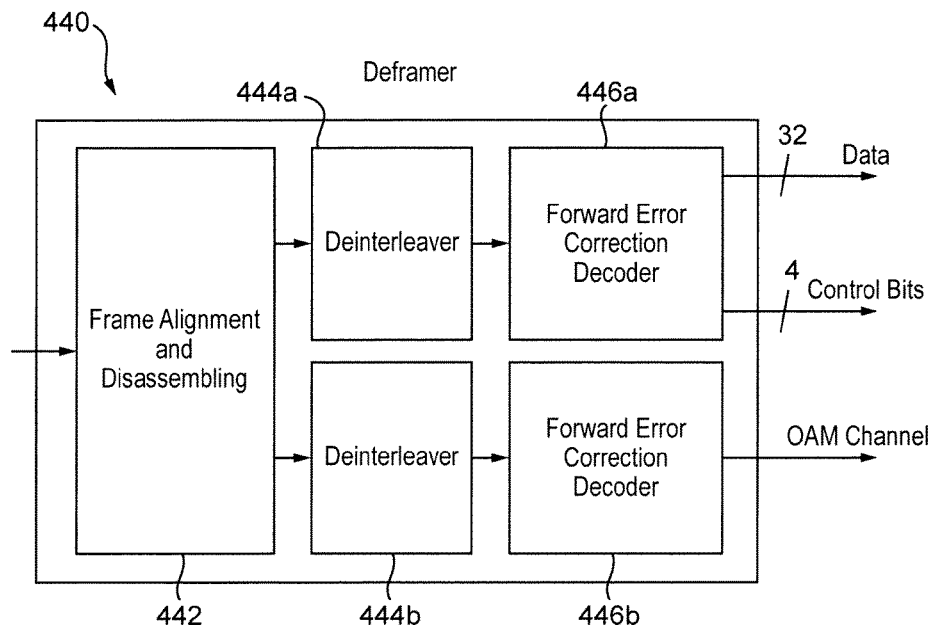 440
Deframer
444a
446a
32
Data
Deinterleaver
Forward Error
Correction
Decoder
4
Control Bits
Frame Alignment
and
Disassembling
Deinterleaver
Forward Error
Correction
Decoder
OAM Channel
442
444b
446b